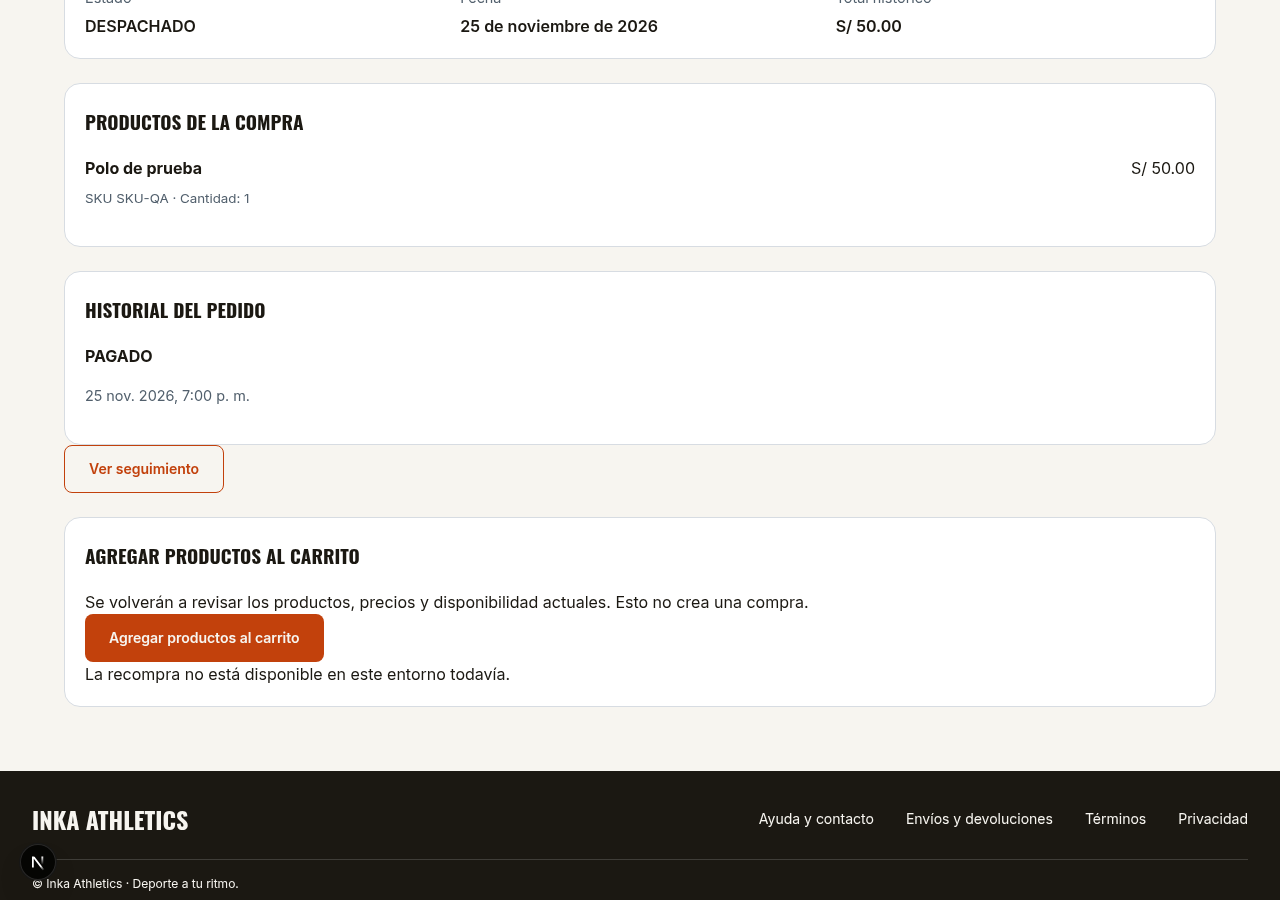 Estado Fecha Total histórico
DESPACHADO 25 de noviembre de 2026 S/ 50.00
PRODUCTOS DE LA COMPRA
Polo de prueba S/ 50.00
SKU SKU-QA · Cantidad: 1
HISTORIAL DEL PEDIDO
PAGADO
25 nov. 2026, 7:00 p. m.
Ver seguimiento
AGREGAR PRODUCTOS AL CARRITO
Se volverán a revisar los productos, precios y disponibilidad actuales. Esto no crea una compra.
Agregar productos al carrito
La recompra no está disponible en este entorno todavía.
INKA ATHLETICS Ayuda y contacto Envíos y devoluciones Términos Privacidad
N
© Inka Athletics · Deporte a tu ritmo.